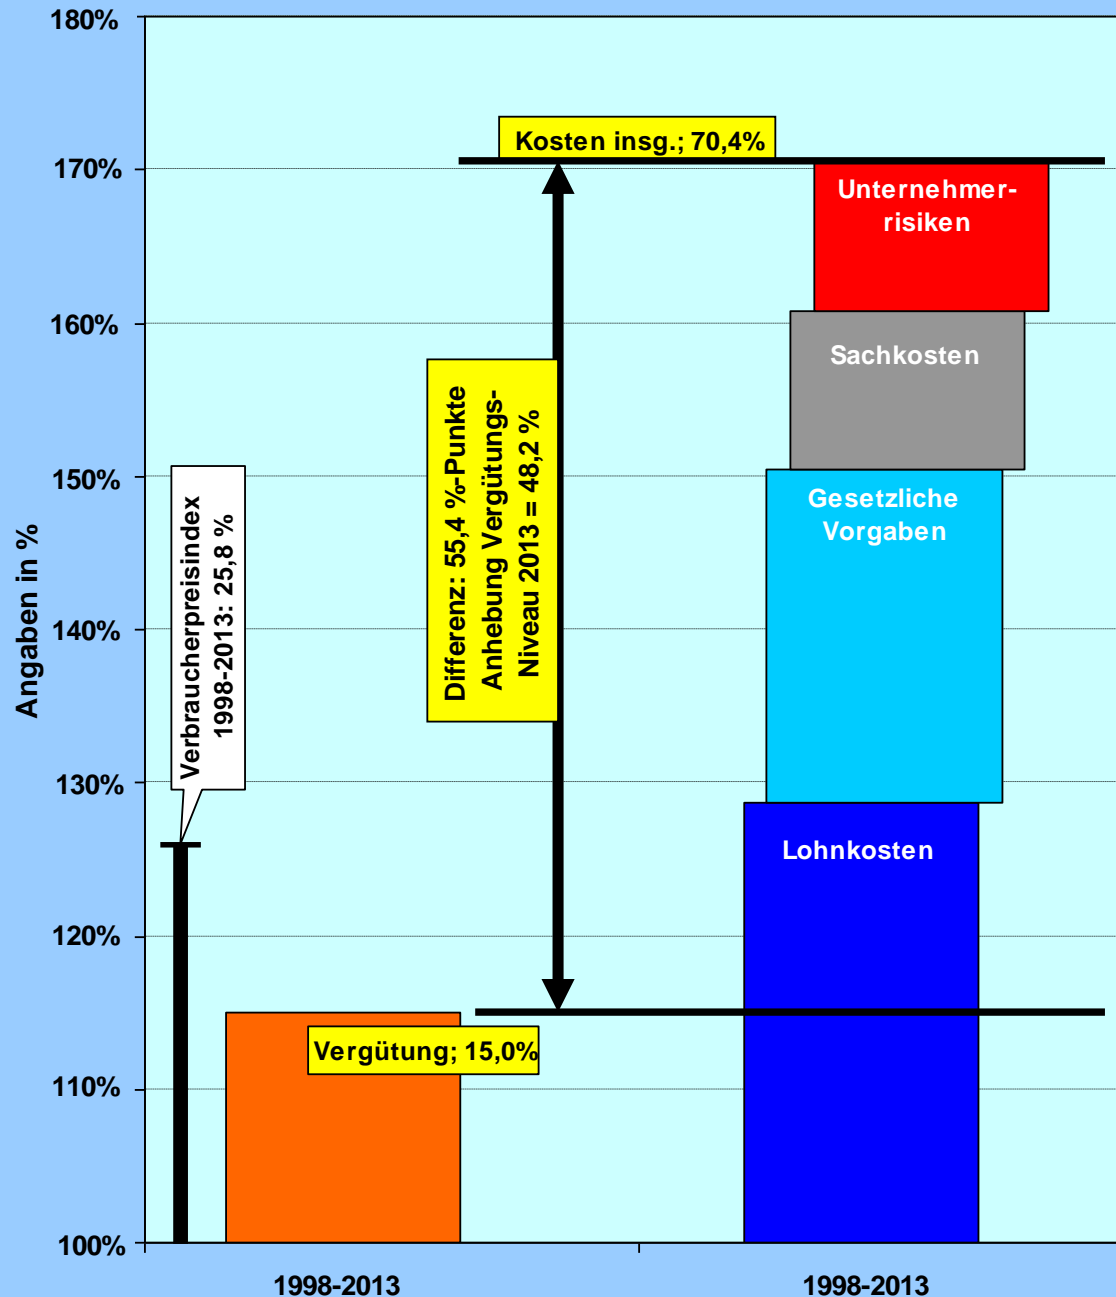 180%
170%
160%
150%
140%
130%
120%
110%
100%
Angaben in %
Kosten insg.; 70,4%
Unternehmer-
risiken
Sachkosten
Gesetzliche
Vorgaben
Lohnkosten
Differenz: 55,4 %-Punkte
Anhebung Vergütungs-
Niveau 2013 = 48,2 %
Verbraucherpreisindex
1998-2013: 25,8 %
Vergütung; 15,0%
1998-2013
1998-2013